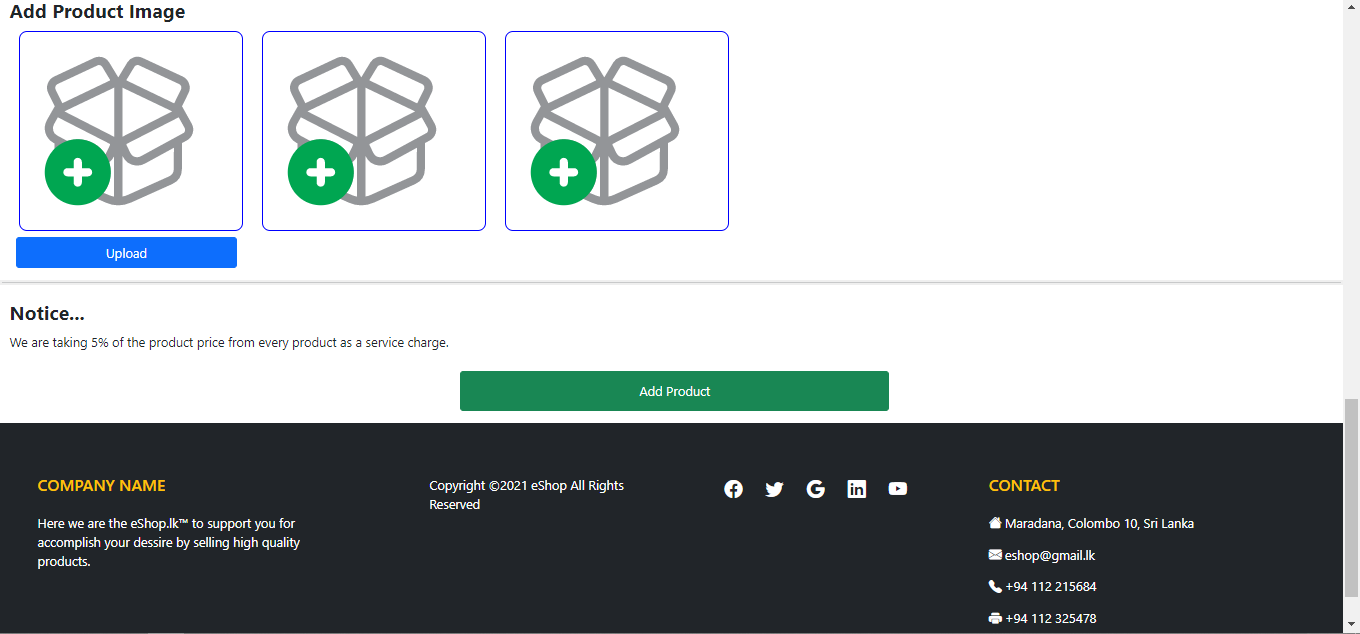 Add Product Image
Upload
Notice...
We are taking 5% of the product price from every product as a service charge.
Add Product
COMPANY NAME
Here we are the eShop.lk™ to support you for
accomplish your dessire by selling high quality
products.
Copyright ©2021 eShop All Rights
Reserved
CONTACT
Maradana, Colombo 10, Sri Lanka
eshop@gmail.lk
+94 112 215684
+94 112 325478